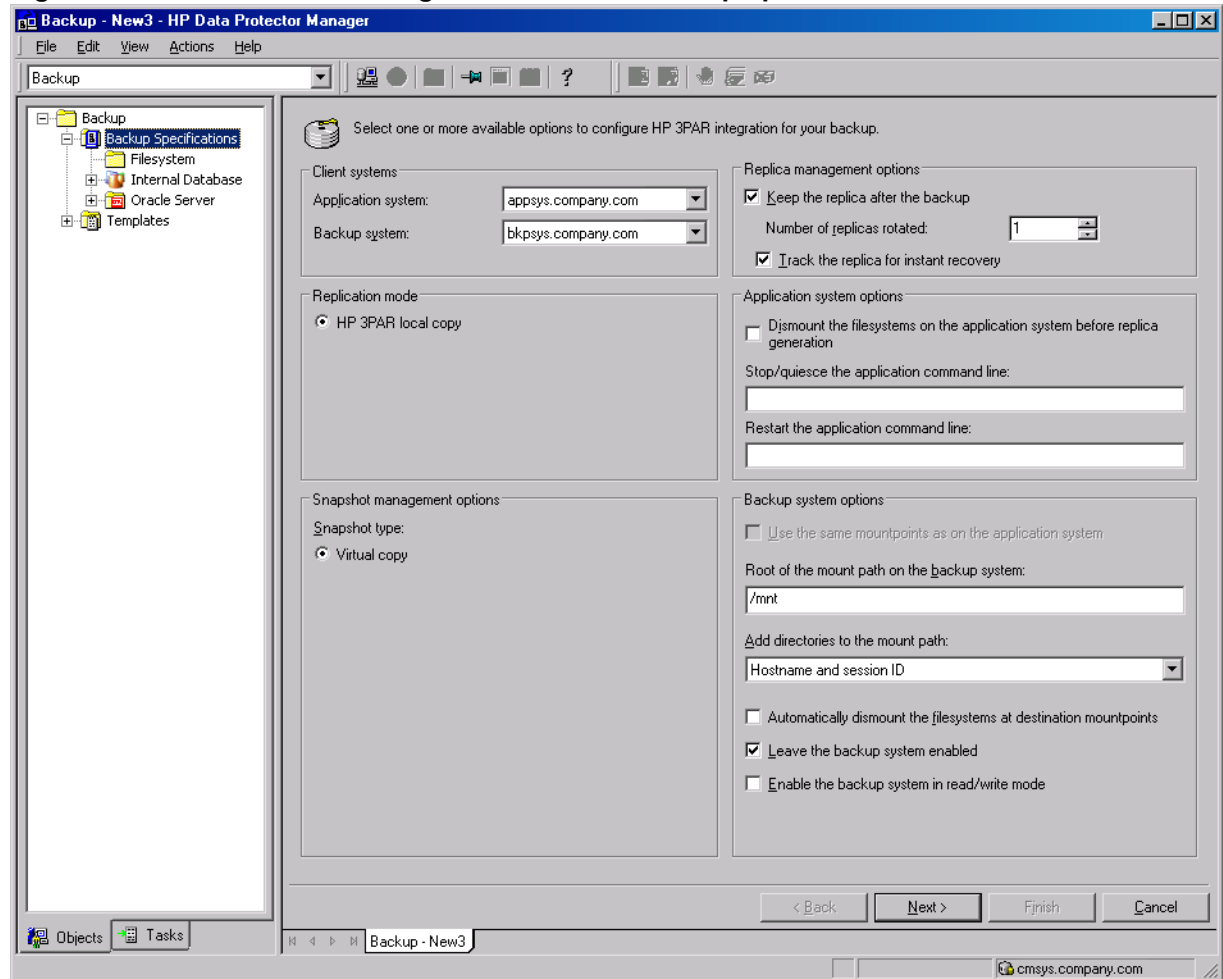 Backup - New3 - HP Data Protector Manager
File Edit View Actions Help
Backup
Backup
Backup Specifications
Filesystem
Internal Database
Oracle Server
Templates
Select one or more available options to configure HP 3PAR integration for your backup.
Client systems
Application system: appsys.company.com
Backup system: bkpsys.company.com
Replica management options
Keep the replica after the backup
Number of replicas rotated: 1
Track the replica for instant recovery
Replication mode
HP 3PAR local copy
Application system options
Dismount the filesystems on the application system before replica
generation
Stop/quiesce the application command line:
Restart the application command line:
Snapshot management options
Snapshot type:
Virtual copy
Backup system options
Use the same mountpoints as on the application system
Root of the mount path on the backup system:
/mnt
Add directories to the mount path:
Hostname and session ID
Automatically dismount the filesystems at destination mountpoints
Leave the backup system enabled
Enable the backup system in read/write mode
< Back Next > Finish Cancel
Objects Tasks
Backup - New3
cmsys.company.com